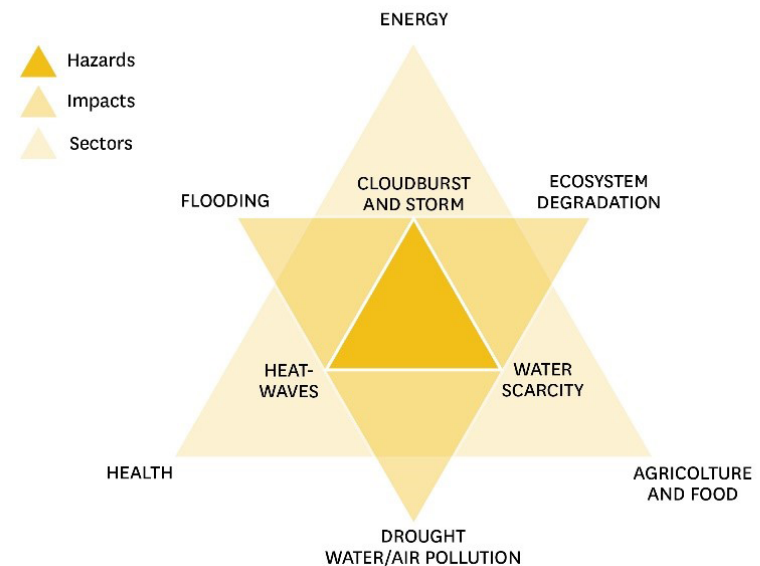 ENERGY
Hazards
Impacts
Sectors
FLOODING
CLOUDBURST
AND STORM
ECOSYSTEM
DEGRADATION
HEAT-
WAVES
WATER
SCARCITY
HEALTH
AGRICOLTURE
AND FOOD
DROUGHT
WATER/AIR POLLUTION